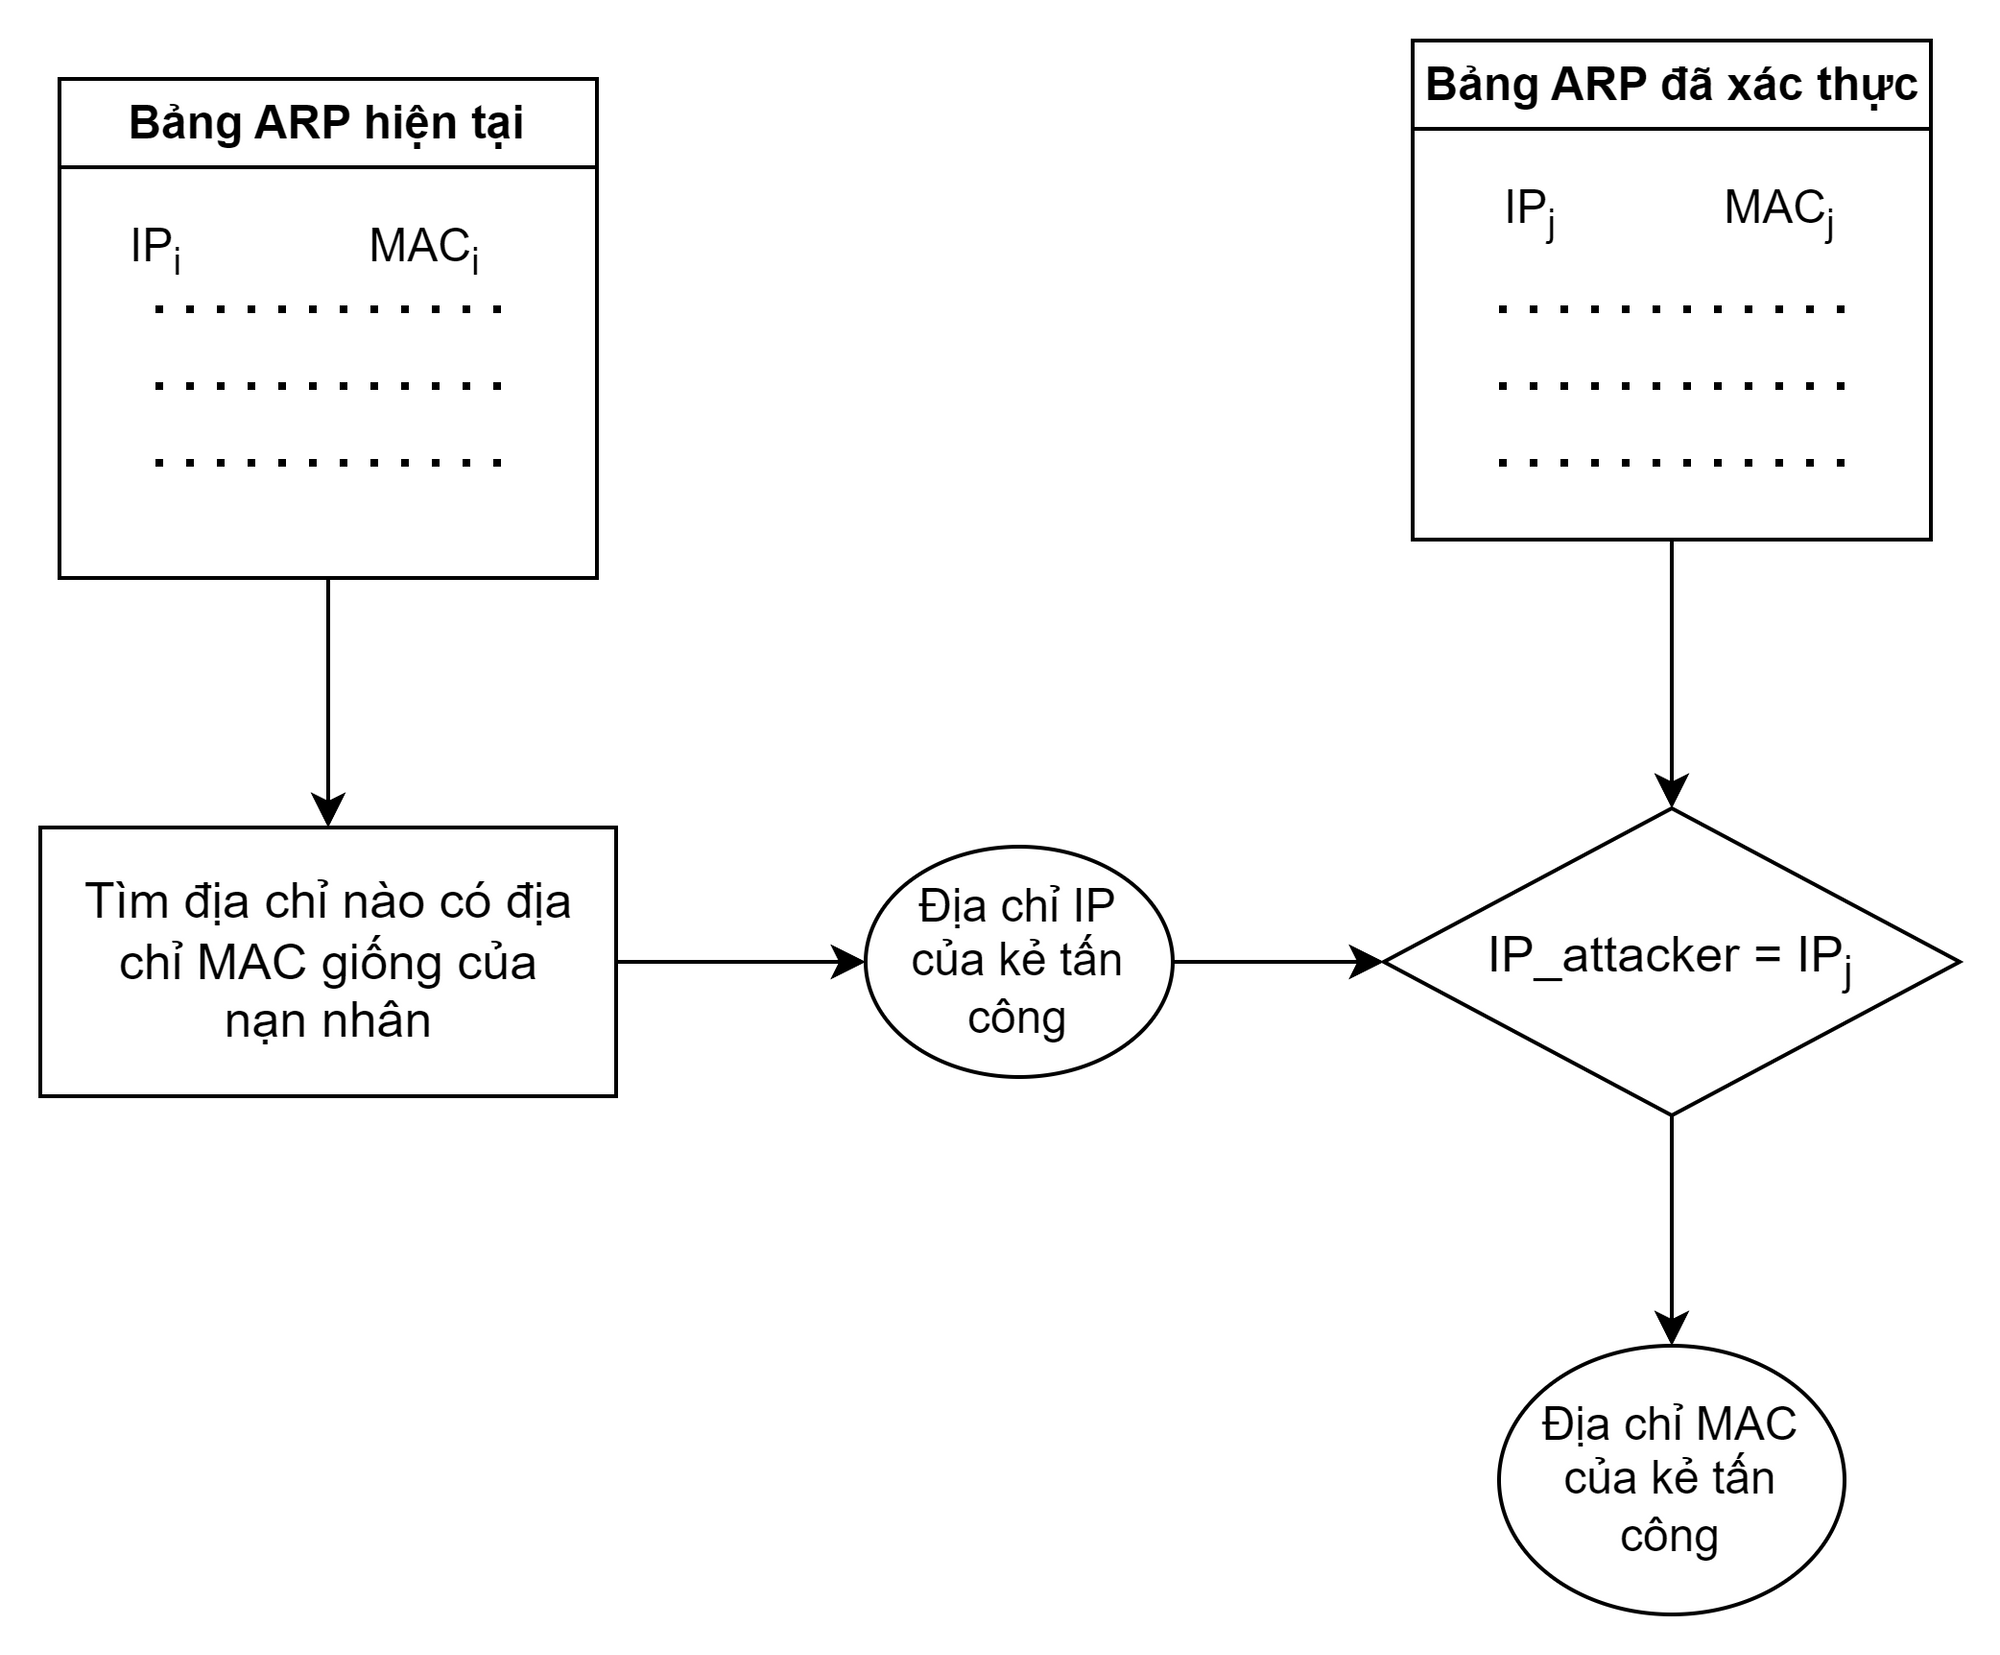 Bảng ARP hiện tại
IPi MACi
Bảng ARP đã xác thực
IPj MACj
Tìm địa chỉ nào có địa
chỉ MAC giống của
nạn nhân
Địa chỉ IP
của kẻ tấn
công
IP_attacker = IPj
Địa chỉ MAC
của kẻ tấn
công